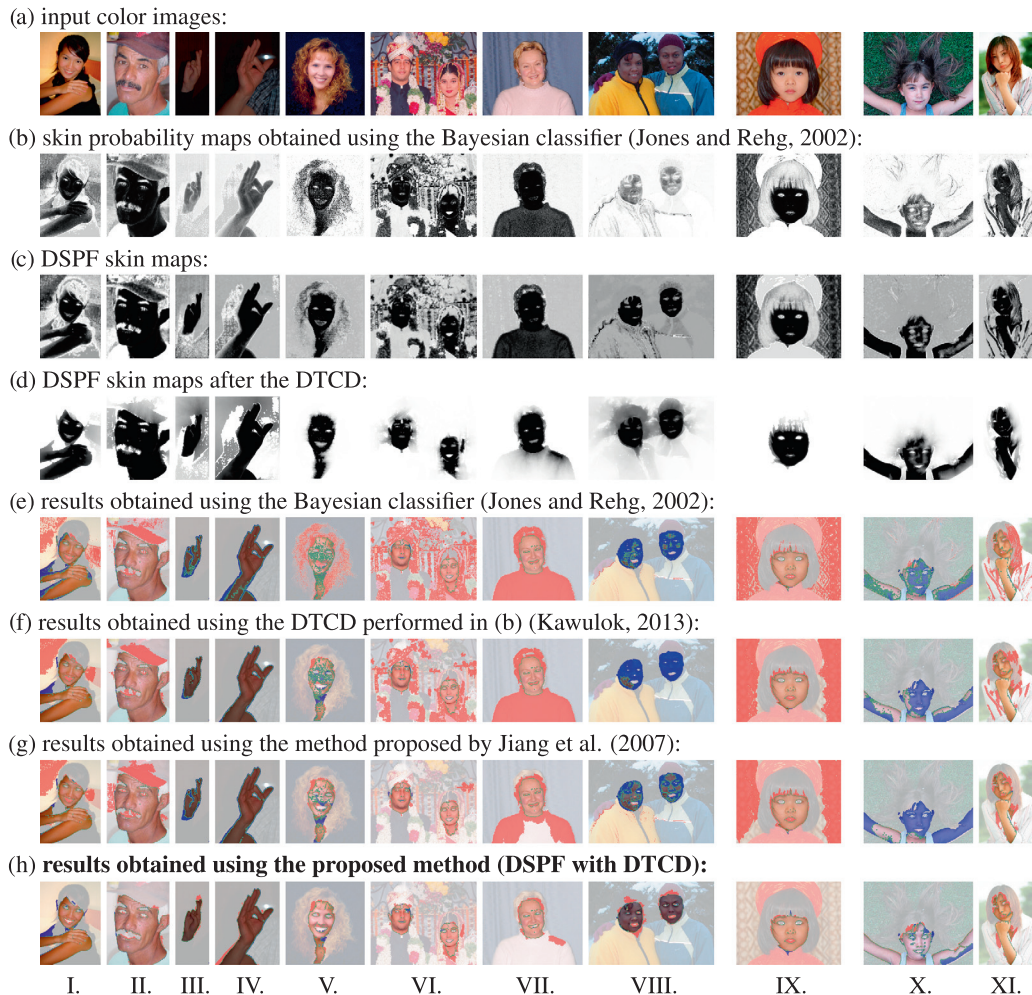 (a) input color images:
(b) skin probability maps obtained using the Bayesian classifier (Jones and Rehg, 2002):
(c) DSPF skin maps:
(d) DSPF skin maps after the DTCD:
(e) results obtained using the Bayesian classifier (Jones and Rehg, 2002):
(f) results obtained using the DTCD performed in (b) (Kawulok, 2013):
(g) results obtained using the method proposed by Jiang et al. (2007):
(h) results obtained using the proposed method (DSPF with DTCD):
I. II. III. IV. V. VI. VII. VIII. IX. X. XI.